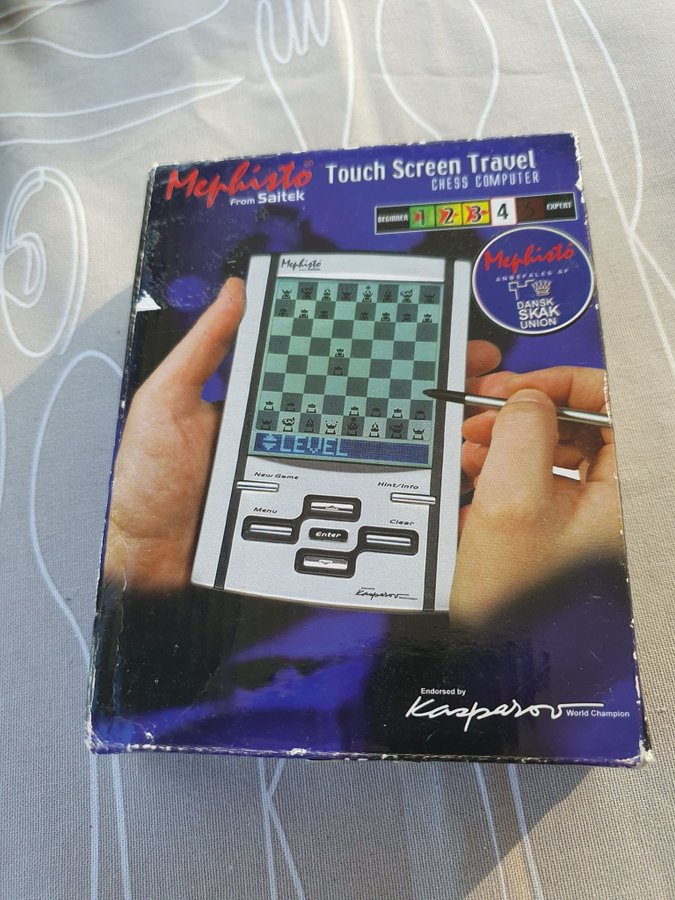 Mephisto
From Saitek
Touch Screen Travel
CHESS COMPUTER
BEGINNER 1 2 3 4 5 EXPERT
Mephisto
ANBEFALES AF
DANSK
SKAK
UNION
Mephisto
LEVEL
New Game
Hint/Info
Menu
Clear
Enter
Kasparov
Endorsed by
Kasparov World Champion